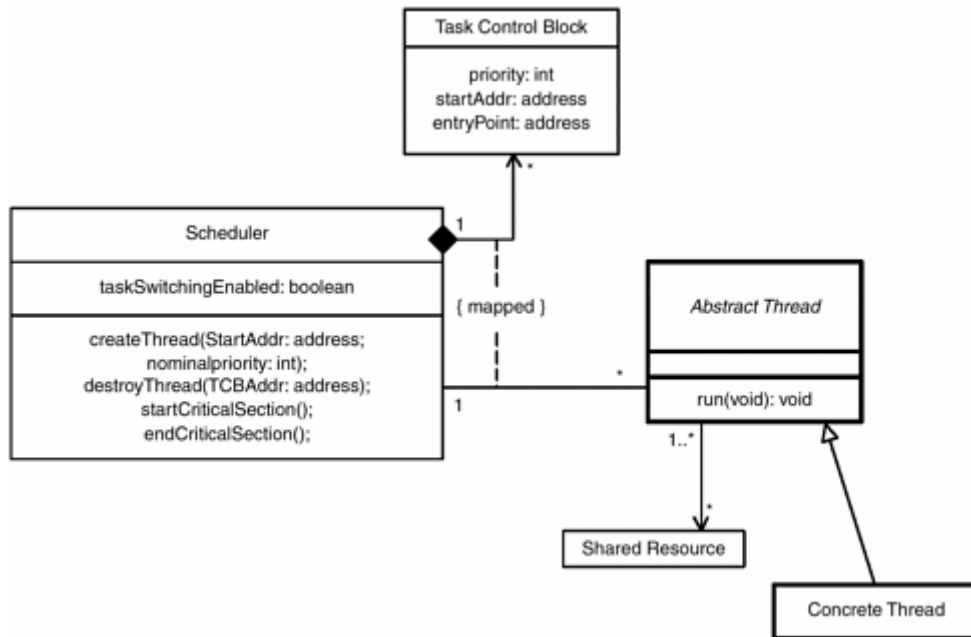 Task Control Block
priority: int
startAddr: address
entryPoint: address
*
Scheduler
1
taskSwitchingEnabled: boolean
{ mapped }
Abstract Thread
createThread(StartAddr: address;
nominalpriority: int);
destroyThread(TCBAddr: address);
startCriticalSection();
endCriticalSection();
1
*
run(void): void
1..*
*
Shared Resource
Concrete Thread